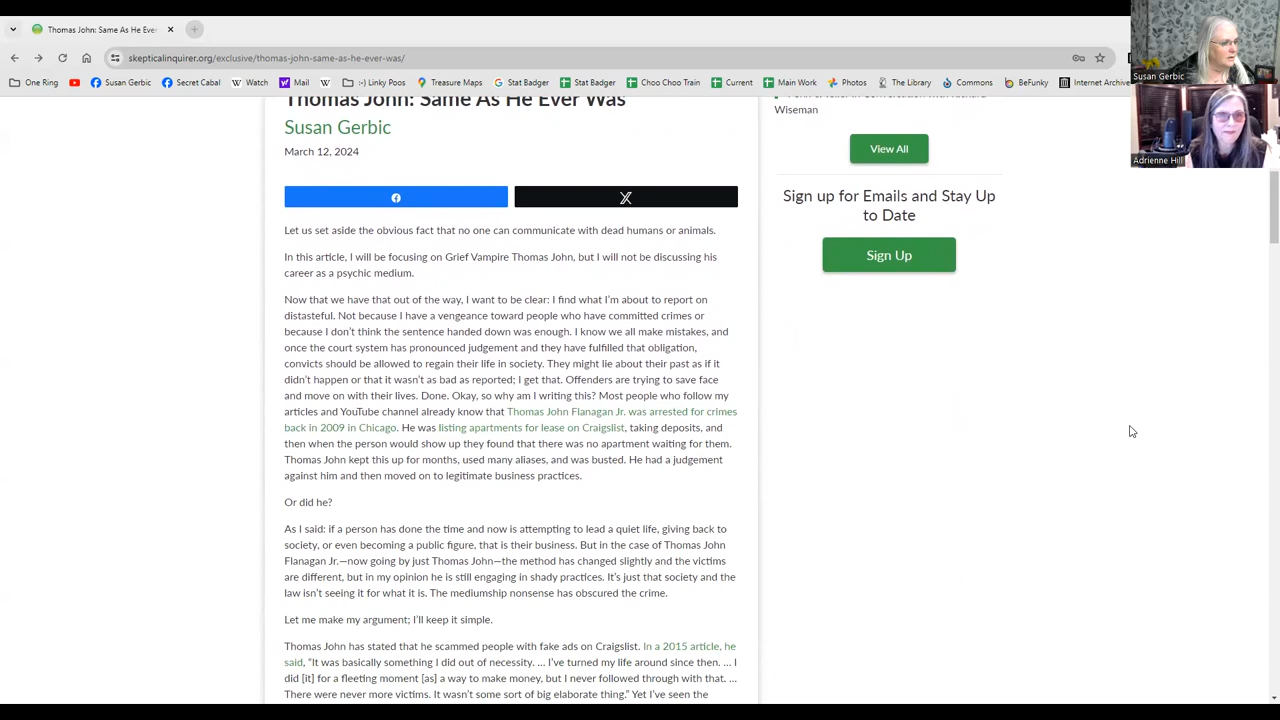 Thomas John: Same As He Ever
skepticalinquirer.org/exclusive/thomas-john-same-as-he-ever-was/
One Ring
Susan Gerbic
Secret Cabal
Watch
Mail
:-) Linky Poos
Treasure Maps
Stat Badger
Stat Badger
Choo Choo Train
Current
Main Work
Photos
The Library
Commons
BeFunky
Internet Archive
Susan Gerbic
Adrienne Hill
Thomas John: Same As He Ever Was
Susan Gerbic
March 12, 2024
Let us set aside the obvious fact that no one can communicate with dead humans or animals.
In this article, I will be focusing on Grief Vampire Thomas John, but I will not be discussing his
career as a psychic medium.
Now that we have that out of the way, I want to be clear: I find what I'm about to report on
distasteful. Not because I have a vengeance toward people who have committed crimes or
because I don't think the sentence handed down was enough. I know we all make mistakes, and
once the court system has pronounced judgement and they have fulfilled that obligation,
convicts should be allowed to regain their life in society. They might lie about their past as if it
didn't happen or that it wasn't as bad as reported; I get that. Offenders are trying to save face
and move on with their lives. Done. Okay, so why am I writing this? Most people who follow my
articles and YouTube channel already know that Thomas John Flanagan Jr. was arrested for crimes
back in 2009 in Chicago. He was listing apartments for lease on Craigslist, taking deposits, and
then when the person would show up they found that there was no apartment waiting for them.
Thomas John kept this up for months, used many aliases, and was busted. He had a judgement
against him and then moved on to legitimate business practices.
Or did he?
As I said: if a person has done the time and now is attempting to lead a quiet life, giving back to
society, or even becoming a public figure, that is their business. But in the case of Thomas John
Flanagan Jr.—now going by just Thomas John—the method has changed slightly and the victims
are different, but in my opinion he is still engaging in shady practices. It's just that society and the
law isn't seeing it for what it is. The mediumship nonsense has obscured the crime.
Let me make my argument; I'll keep it simple.
Thomas John has stated that he scammed people with fake ads on Craigslist. In a 2015 article, he
said, "It was basically something I did out of necessity. … I've turned my life around since then. … I
did [it] for a fleeting moment [as] a way to make money, but I never followed through with that. …
There were never more victims. It wasn't some sort of big elaborate thing." Yet I've seen the
Wiseman
View All
Sign up for Emails and Stay Up
to Date
Sign Up